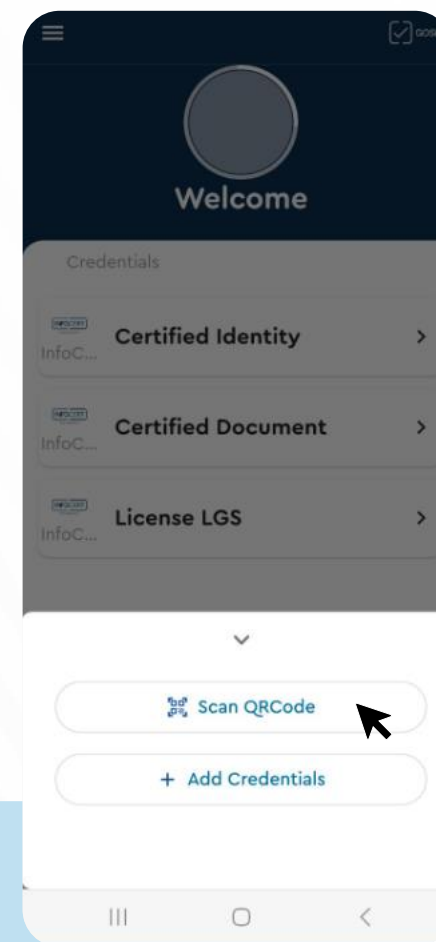 Welcome
Credentials
InfoC...
Certified Identity
InfoC...
Certified Document
InfoC...
License LGS
Scan QRCode
+ Add Credentials